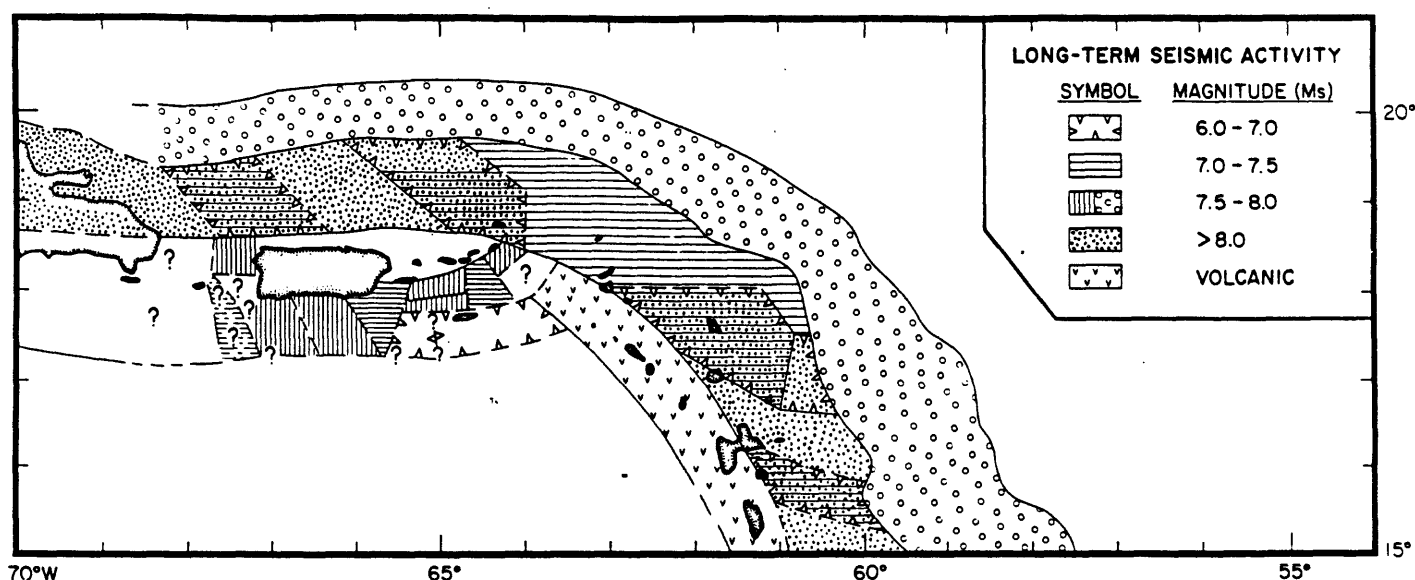 LONG-TERM SEISMIC ACTIVITY
SYMBOL MAGNITUDE (Ms)
6.0 - 7.0
7.0 - 7.5
7.5 - 8.0
>8.0
VOLCANIC
20°
15°
70°W 65° 60° 55°
? ? ? ? ? ? ? ? ? ? ?